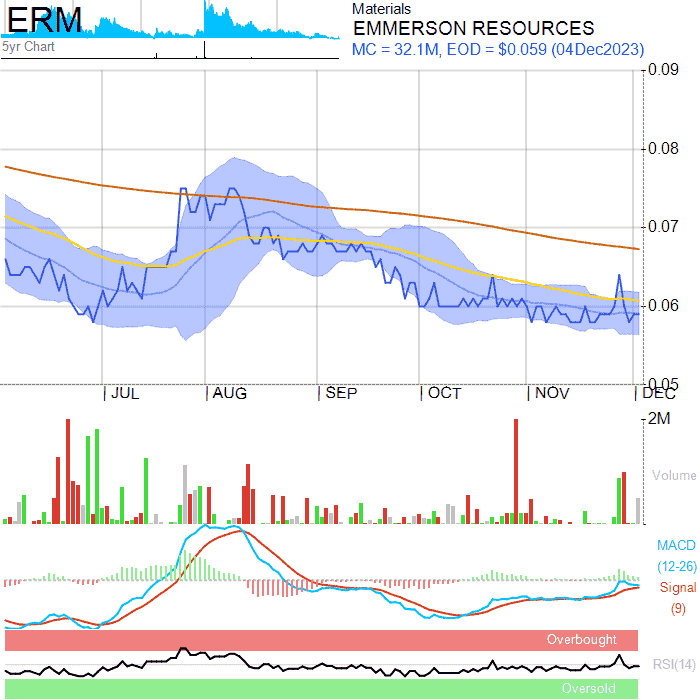 ERM
5yr Chart
Materials
EMMERSON RESOURCES
MC = 32.1M, EOD = $0.059 (04Dec2023)
0.09
0.08
0.07
0.06
0.05
JUL AUG SEP OCT NOV DEC
2M
Volume
MACD
(12-26)
Signal
(9)
Overbought
RSI(14)
Oversold